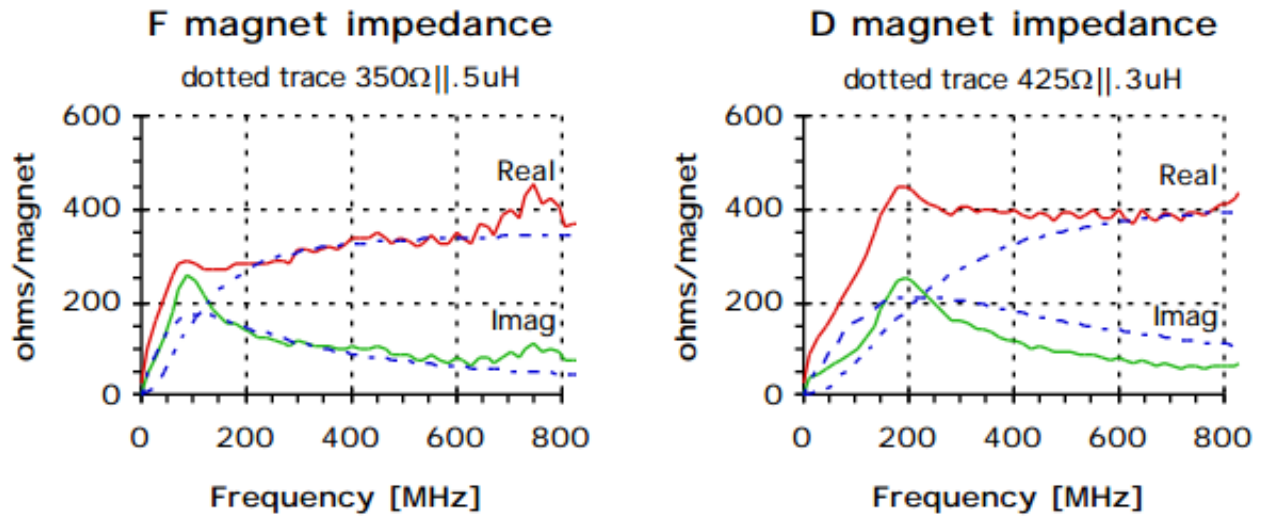 F magnet impedance
dotted trace 350Ω||.5uH
600
400
200
0
ohms/magnet
Real
Imag
0 200 400 600 800
Frequency [MHz]
D magnet impedance
dotted trace 425Ω||.3uH
600
400
200
0
ohms/magnet
Real
Imag
0 200 400 600 800
Frequency [MHz]